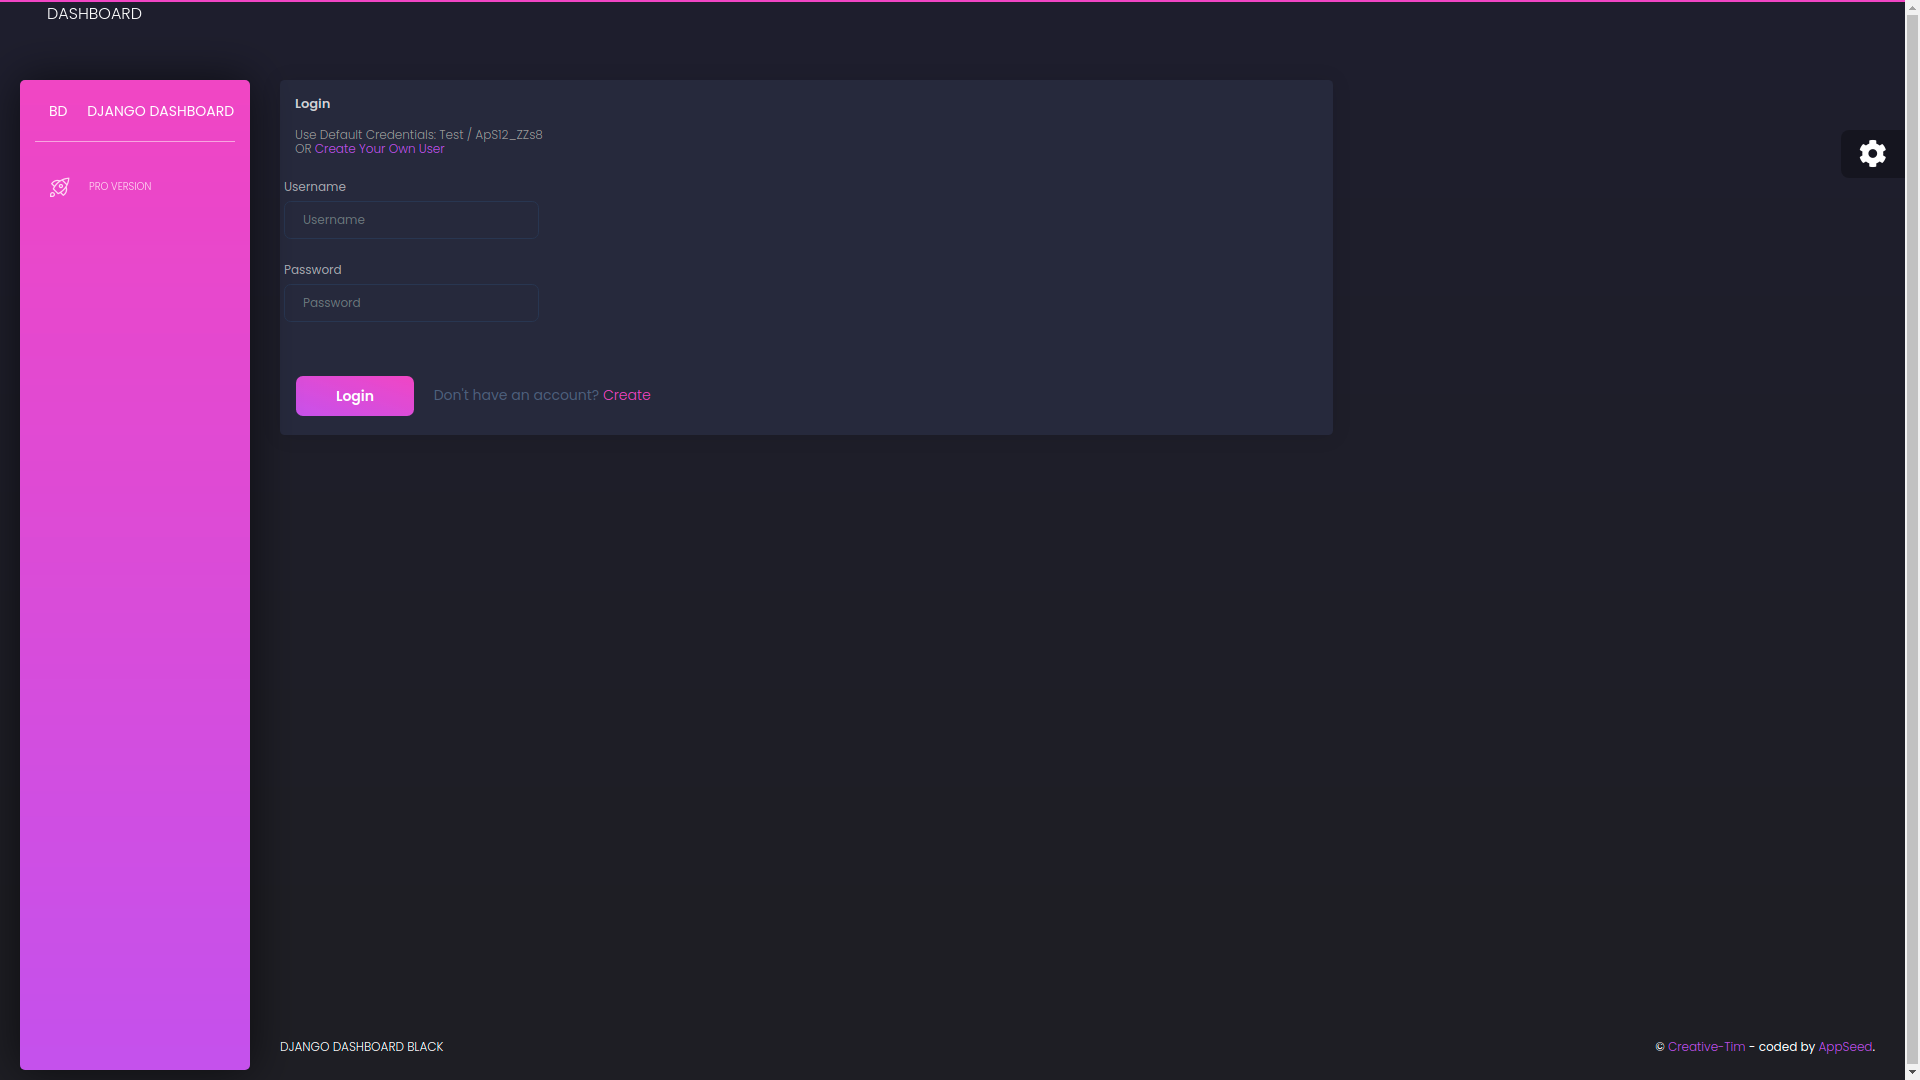 DASHBOARD
BD DJANGO DASHBOARD
PRO VERSION
Login
Use Default Credentials: Test / ApS12_ZZs8
OR Create Your Own User
Username
Username
Password
Password
Login Don't have an account? Create
DJANGO DASHBOARD BLACK
© Creative-Tim - coded by AppSeed.